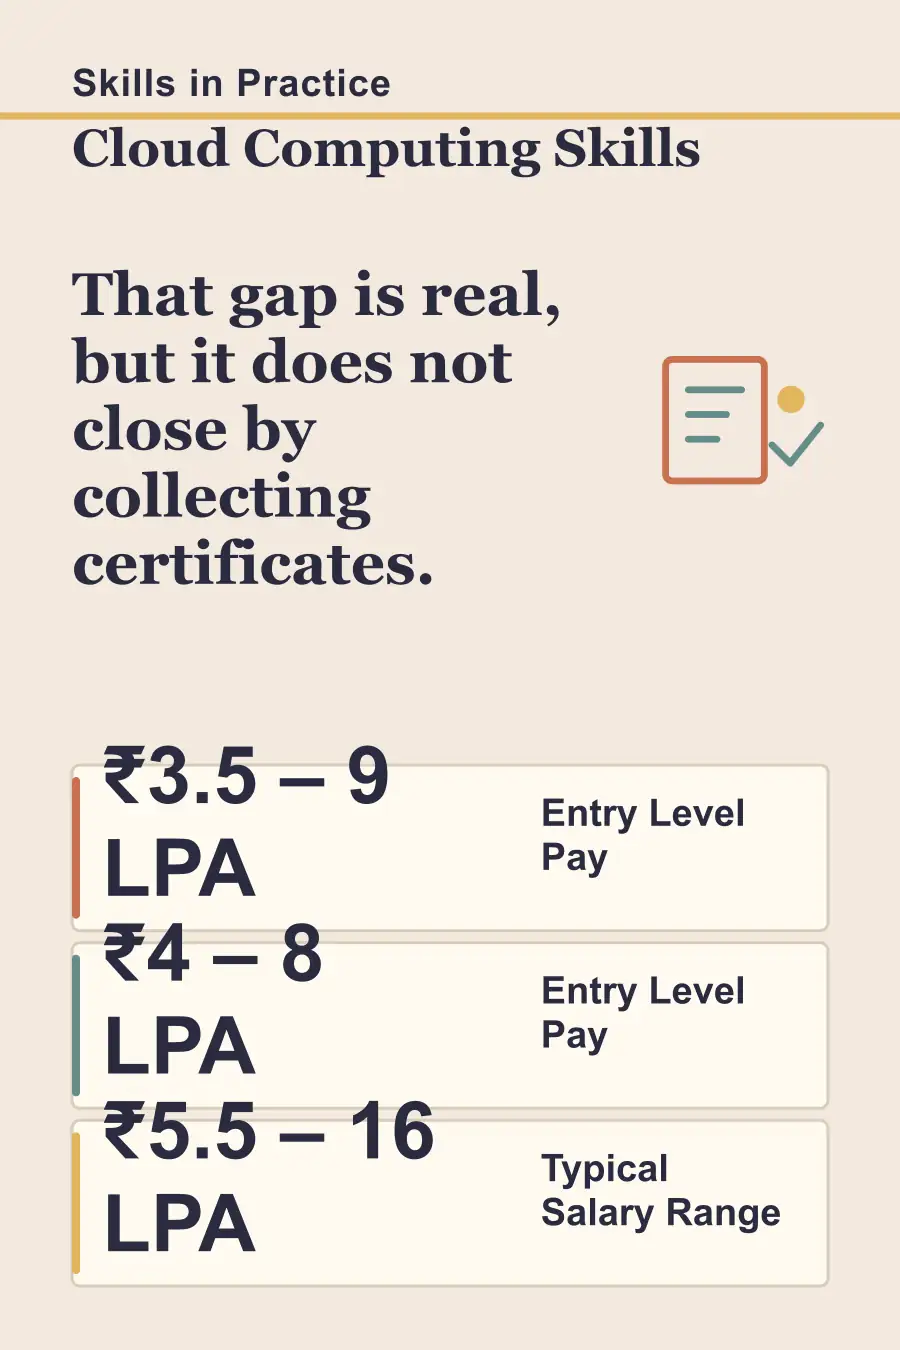 Skills in Practice
Cloud Computing Skills
That gap is real,
but it does not
close by
collecting
certificates.
₹3.5 – 9
LPA
Entry Level
Pay
₹4 – 8
LPA
Entry Level
Pay
₹5.5 – 16
LPA
Typical
Salary Range